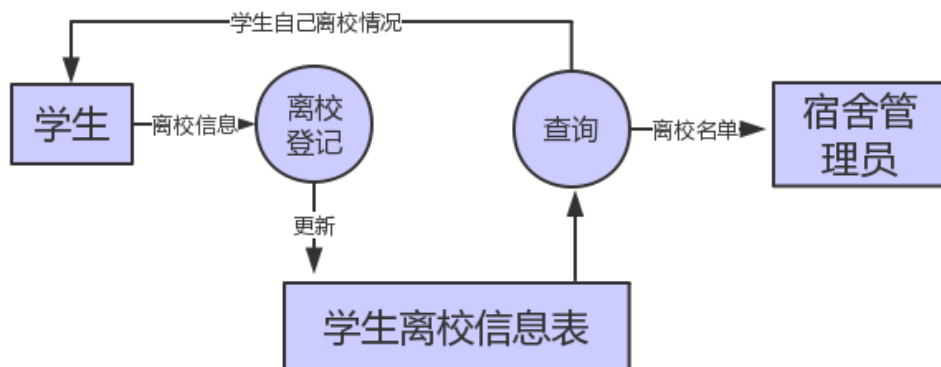 学生自己离校情况
学生
离校信息
离校
登记
查询
离校名单
宿舍管
理员
更新
学生离校信息表